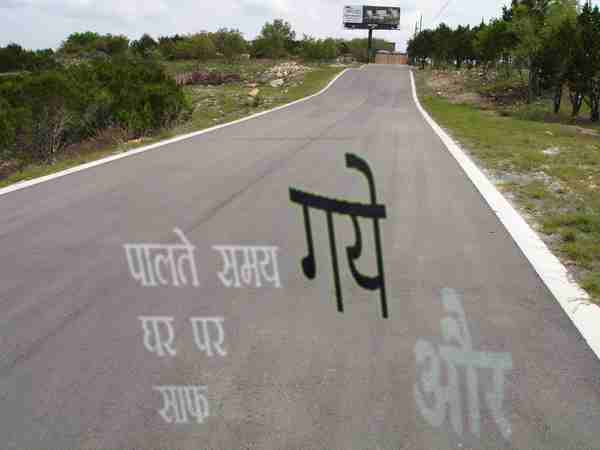 गये
पालते समय
घर पर
साफ़
और